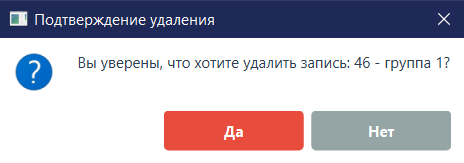 Подтверждение удаления
Вы уверены, что хотите удалить запись: 46 - группа 1?
Да
Нет